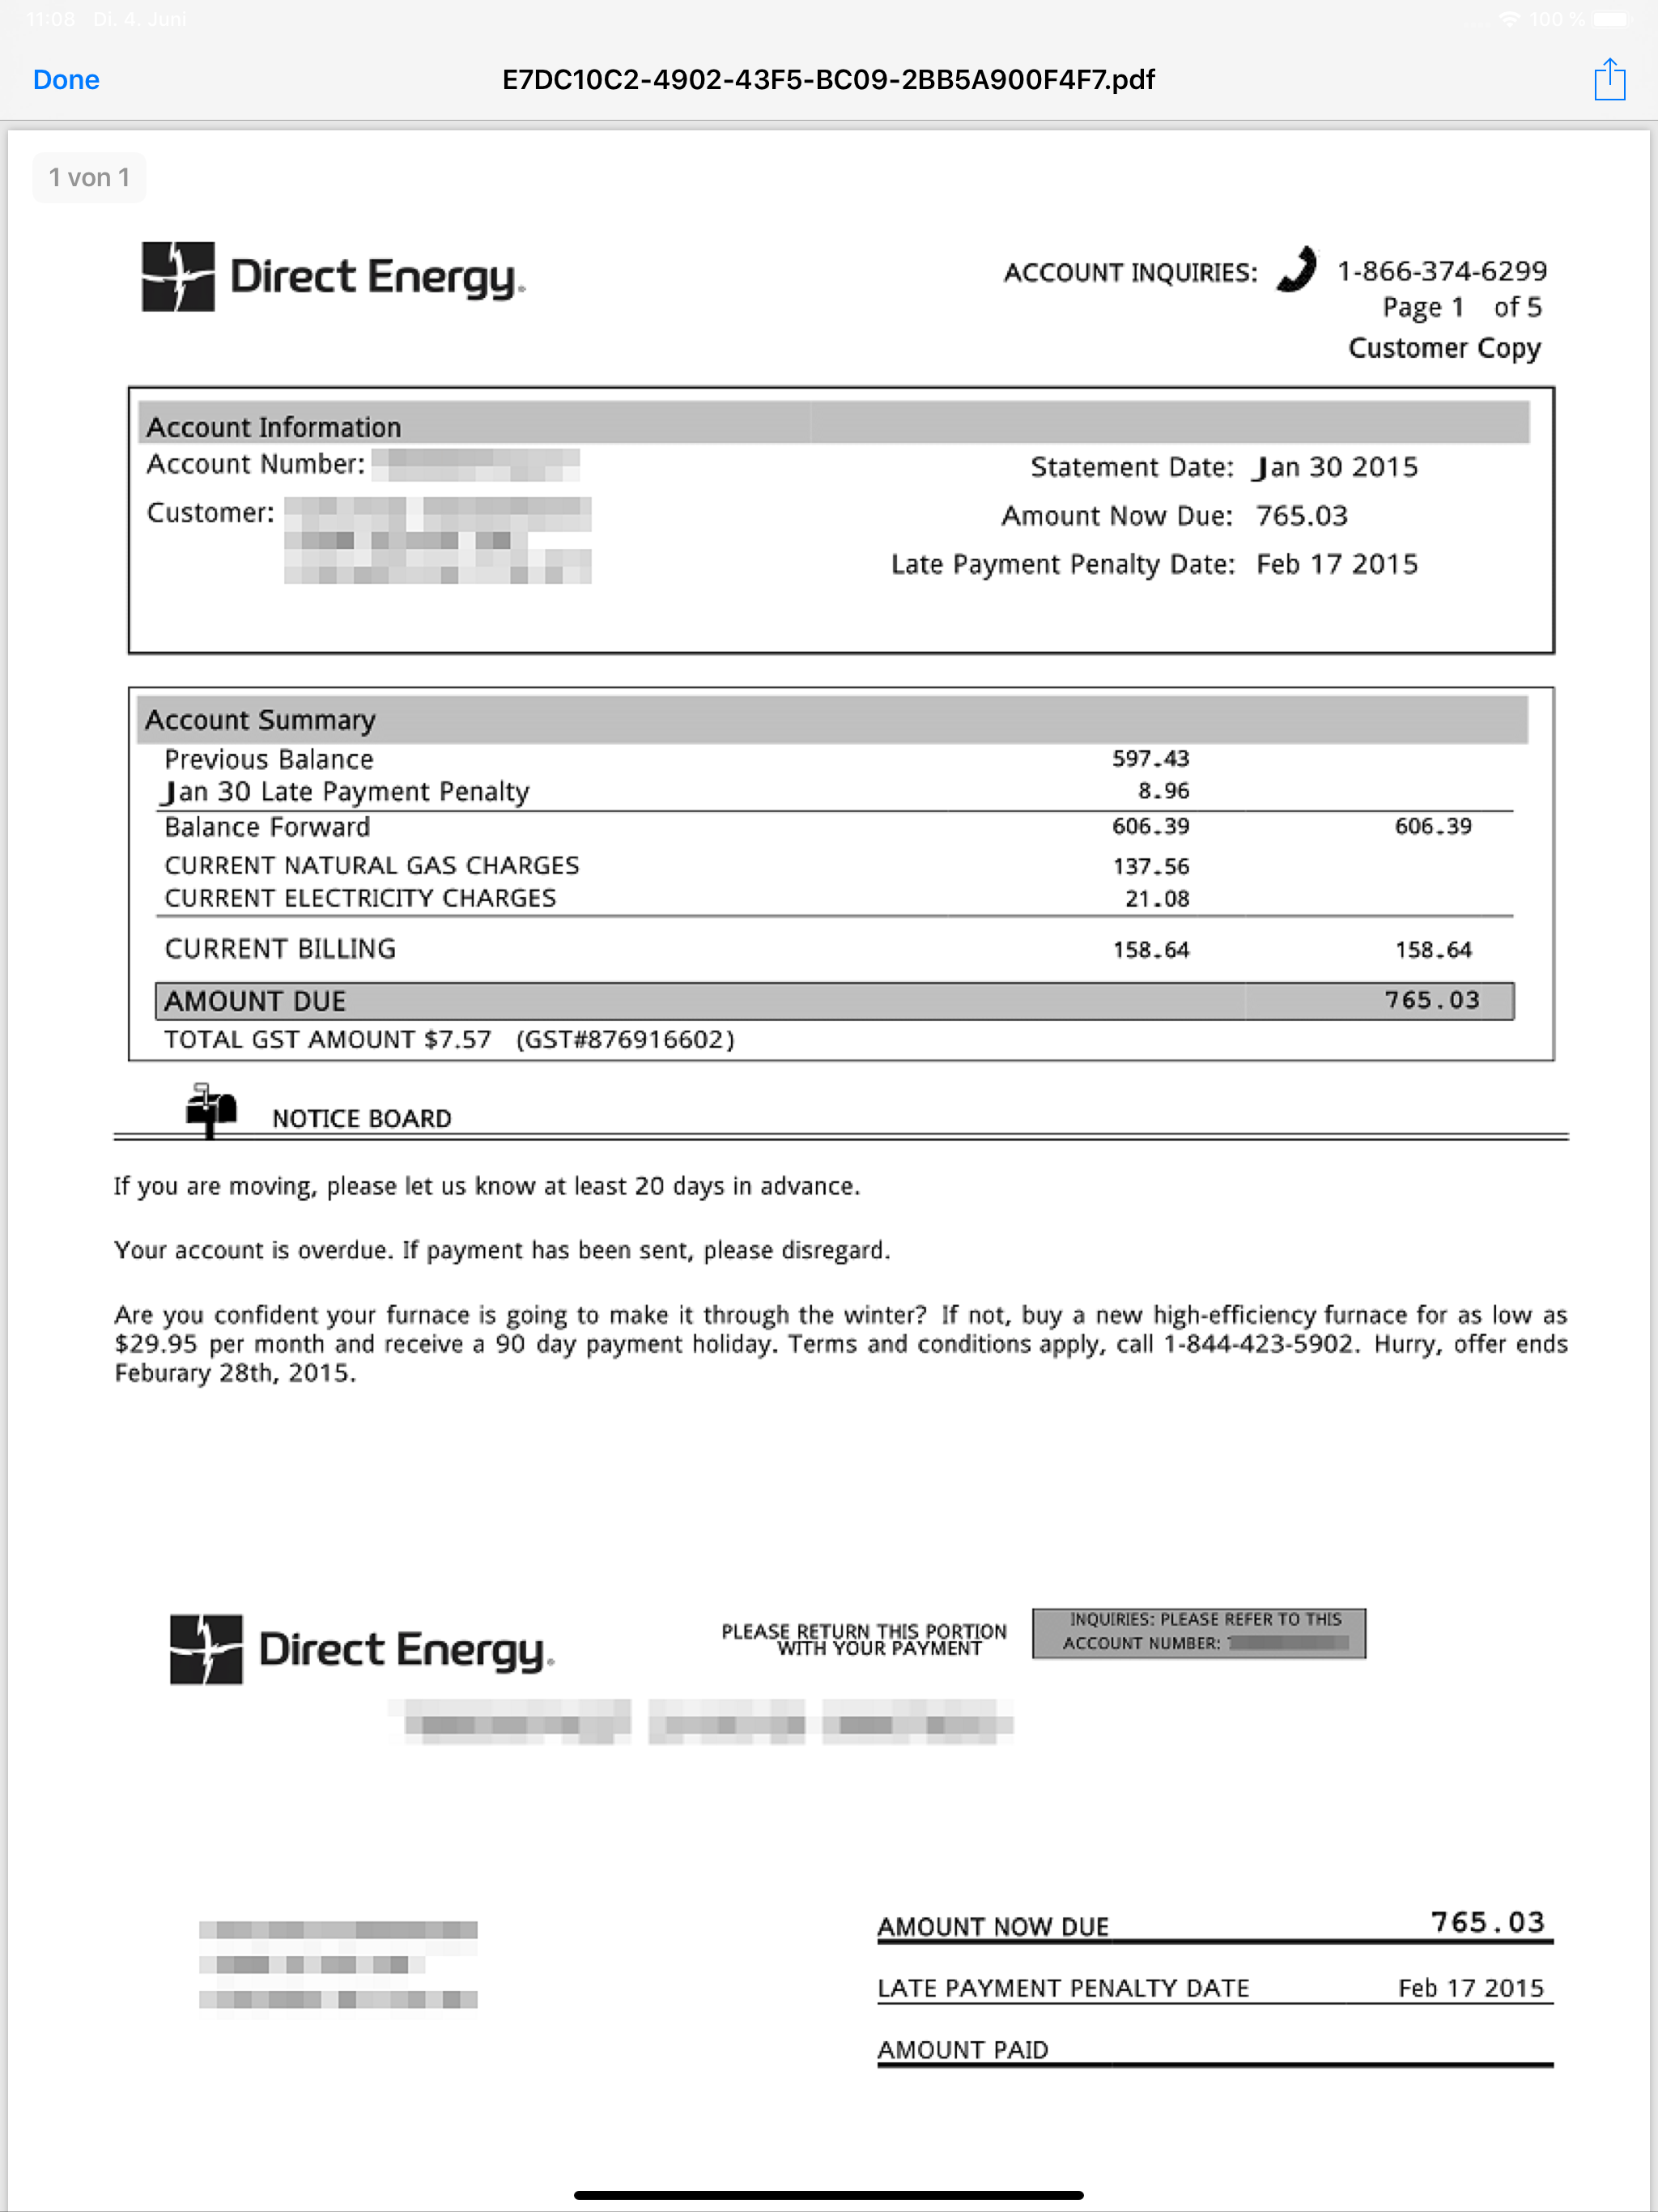 11:08 Di. 4. Juni
100 %
Done
E7DC10C2-4902-43F5-BC09-2BB5A900F4F7.pdf
1 von 1
Direct Energy.
ACCOUNT INQUIRIES: 1-866-374-6299
Page 1 of 5
Customer Copy
Account Information
Account Number:
Statement Date: Jan 30 2015
Customer:
Amount Now Due: 765.03
Late Payment Penalty Date: Feb 17 2015
Account Summary
Previous Balance 597.43
Jan 30 Late Payment Penalty 8.96
Balance Forward 606.39 606.39
CURRENT NATURAL GAS CHARGES 137.56
CURRENT ELECTRICITY CHARGES 21.08
CURRENT BILLING 158.64 158.64
AMOUNT DUE 765.03
TOTAL GST AMOUNT $7.57 (GST#876916602)
NOTICE BOARD
If you are moving, please let us know at least 20 days in advance.
Your account is overdue. If payment has been sent, please disregard.
Are you confident your furnace is going to make it through the winter? If not, buy a new high-efficiency furnace for as low as
$29.95 per month and receive a 90 day payment holiday. Terms and conditions apply, call 1-844-423-5902. Hurry, offer ends
Feburary 28th, 2015.
Direct Energy.
PLEASE RETURN THIS PORTION
WITH YOUR PAYMENT
INQUIRIES: PLEASE REFER TO THIS
ACCOUNT NUMBER:
AMOUNT NOW DUE 765.03
LATE PAYMENT PENALTY DATE Feb 17 2015
AMOUNT PAID